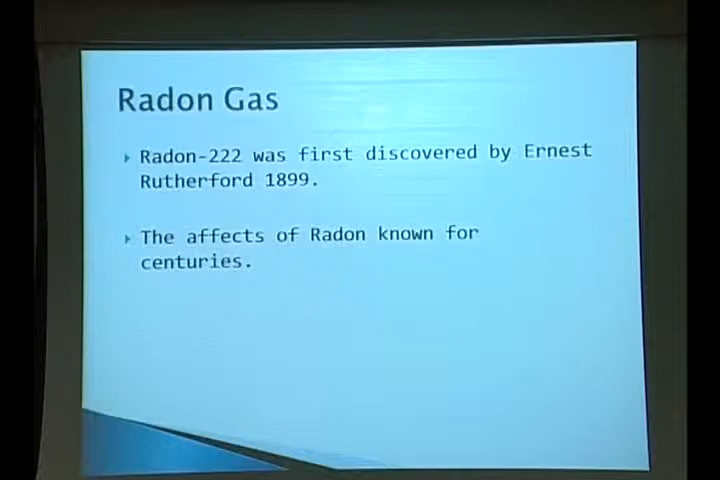 Radon Gas
Radon-222 was first discovered by Ernest
Rutherford 1899.
The affects of Radon known for
centuries.